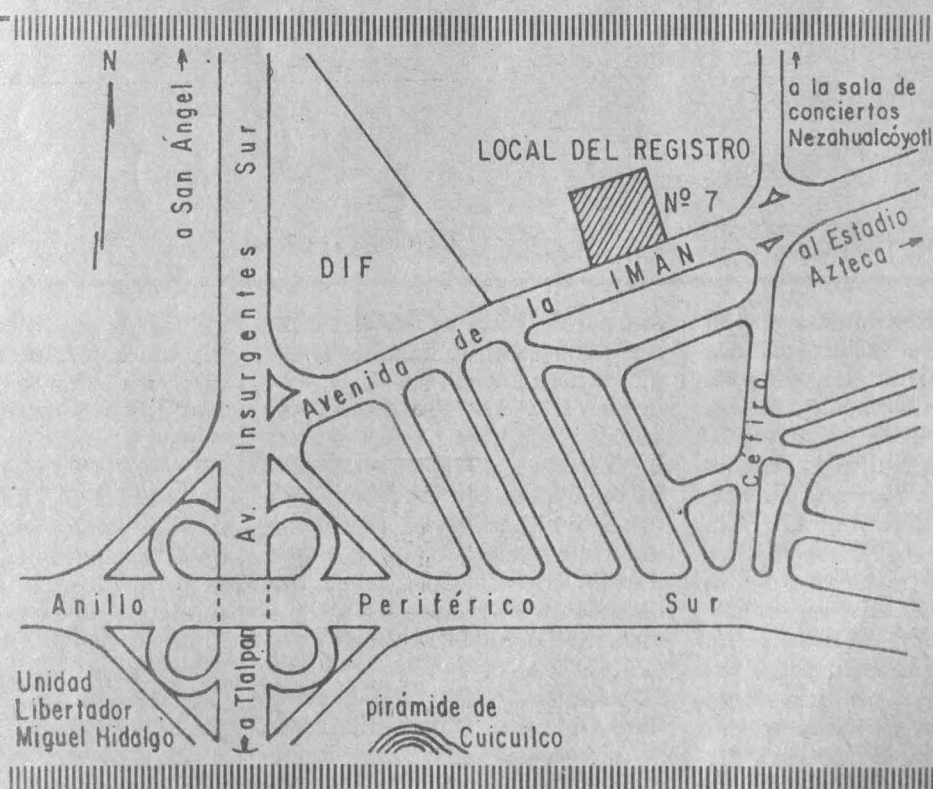 N
a San Ángel
Av. Insurgentes Sur
a la sala de
conciertos
Nezahualcóyotl
LOCAL DEL REGISTRO
Nº 7
DIF
Avenida de la IMAN
al Estadio
Azteca
Céfiro
Anillo Periférico Sur
a Tlalpan
Unidad
Libertador
Miguel Hidalgo
pirámide de
Cuicuilco